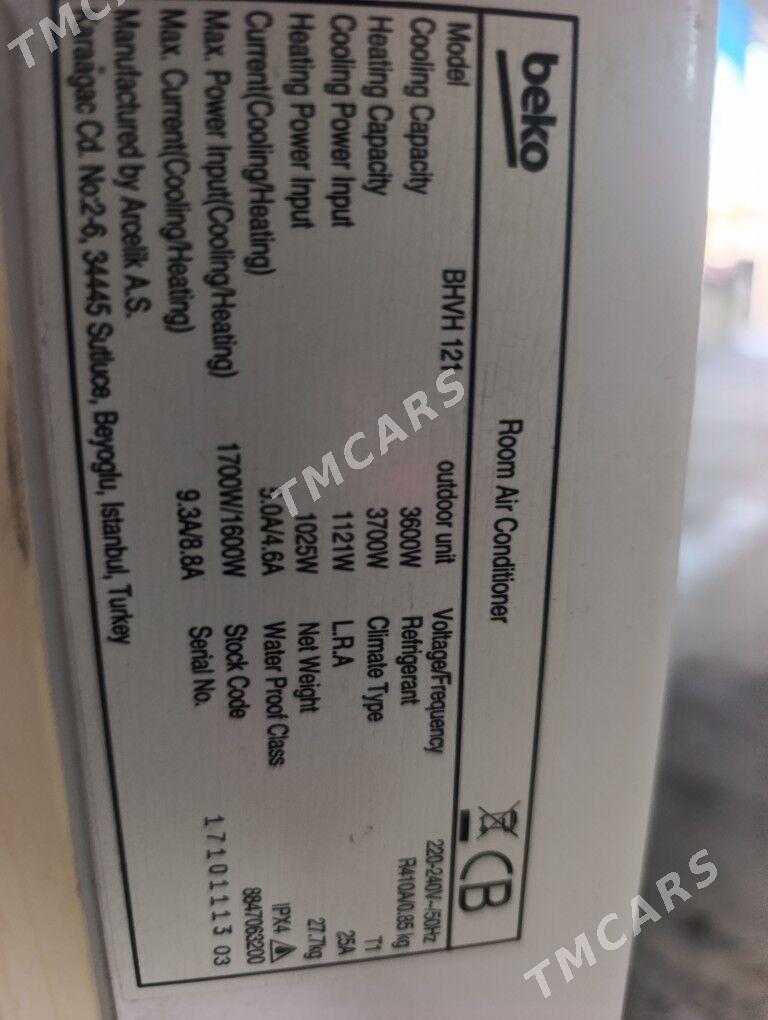 beko
Room Air Conditioner
CB
Model BHVH 121 outdoor unit Voltage/Frequency 220-240V~/50Hz
Cooling Capacity 3600W Refrigerant R410A/0.85 kg
Heating Capacity 3700W Climate Type T1
Cooling Power Input 1121W L.R.A 25A
Heating Power Input 1025W Net Weight 27.7kg
Current(Cooling/Heating) 5.0A/4.6A Water Proof Class IPX4
Max. Power Input(Cooling/Heating) 1700W/1600W Stock Code 8847063200
Max. Current(Cooling/Heating) 9.3A/8.8A Serial No. 17101113 03
Manufactured by Arcelik A.S.
Cd. No:2-6, 34445 Sutluce, Beyoglu, Istanbul, Turkey
TMCARS
TMCARS
TMCARS